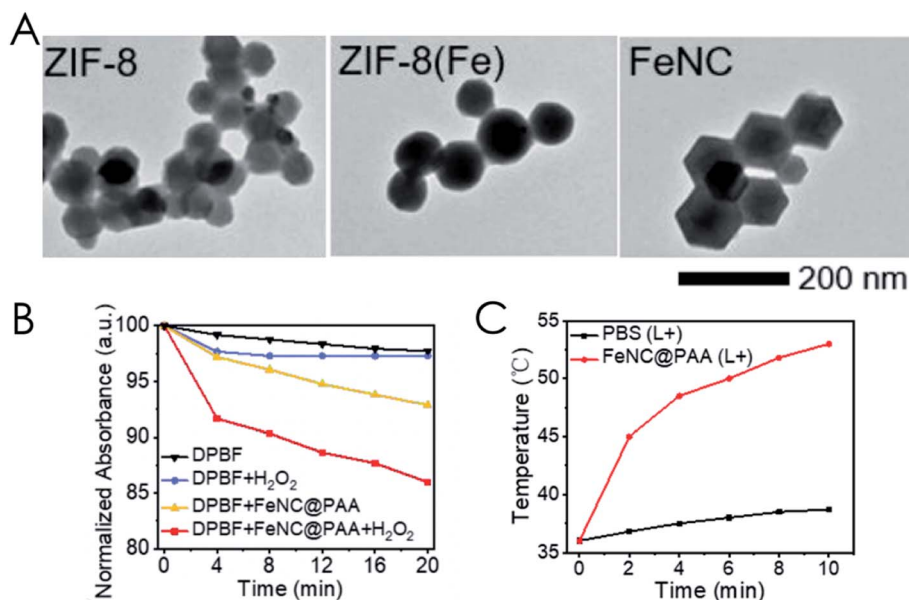 A
ZIF-8
ZIF-8(Fe)
FeNC
200 nm
B
Normalized Absorbance (a.u.)
100
95
90
85
80
DPBF
DPBF+H₂O₂
DPBF+FeNC@PAA
DPBF+FeNC@PAA+H₂O₂
0 4 8 12 16 20
Time (min)
C
Temperature (℃)
55
50
45
40
35
PBS (L+)
FeNC@PAA (L+)
0 2 4 6 8 10
Time (min)